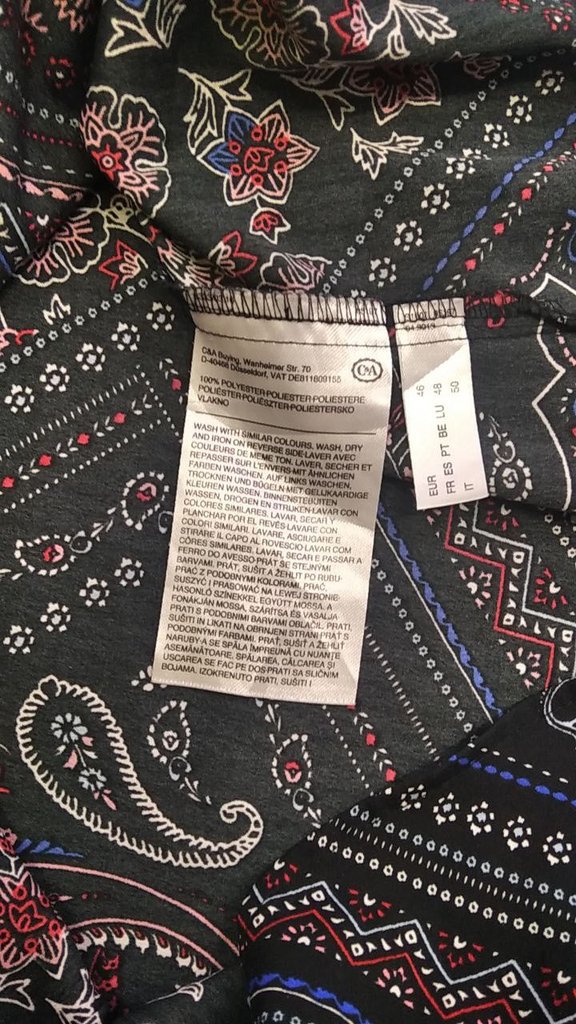 C&A Buying, Wanheimer Str. 70
D-40468 Düsseldorf, VAT DE811809155
C&A
100% POLYESTER-POLIESTER-POLIESTERE
POLIÉSTER-POLIÉSZTER-POLIESTERSKO
VLAKNO
WASH WITH SIMILAR COLOURS. WASH, DRY
AND IRON ON REVERSE SIDE-LAVER AVEC
COULEURS DE MEME TON, LAVER, SECHER ET
REPASSER SUR L'ENVERS-MIT ÄHNLICHEN
FARBEN WASCHEN. AUF LINKS WASCHEN,
TROCKNEN UND BÜGELN-MET GELIJKAARDIGE
KLEUREN WASSEN. BINNENSTEBUITEN
WASSEN, DROGEN EN STRIJKEN-LAVAR CON
COLORES SIMILARES. LAVAR, SECAR Y
PLANCHAR POR EL REVÉS-LAVARE CON
COLORI SIMILARI. LAVARE, ASCIUGARE E
STIRARE IL CAPO AL ROVESCIO-LAVAR COM
CORES SIMILARES. LAVAR, SECAR E PASSAR A
FERRO DO AVESSO-PRÁT SE STEJNÝMI
BARVAMI. PRÁT, SUŠIT A ŽEHLIT PO RUBU-
PRAĆ Z PODOBNYMI KOLORAMI, PRAĆ,
SUSZYĆ I PRASOWAĆ NA LEWEJ STRONIE-
HASONLÓ SZÍNEKKEL EGYÜTT MOSSA. A
FONÁKJÁN MOSSA, SZÁRÍTSA ÉS VASALJA
PRATI S PODOBNIMI BARVAMI OBLAČIL. PRATI,
SUŠITI IN LIKATI NA OBRNJENI STRANI PRAŤ S
PODOBNÝMI FARBAMI. PRAŤ, SUŠIŤ A ŽEHLIŤ
NARUBY-A SE SPĂLA ÎMPREUNĂ CU NUANȚE
ASEMĂNĂTOARE. SPĂLAREA, CĂLCAREA ȘI
USCAREA SE FAC PE DOS PRATI SA SLIČNIM
BOJAMA. IZOKRENUTO PRATI, SUŠITI I
EUR 46
FR ES PT BE LU 48
IT 50